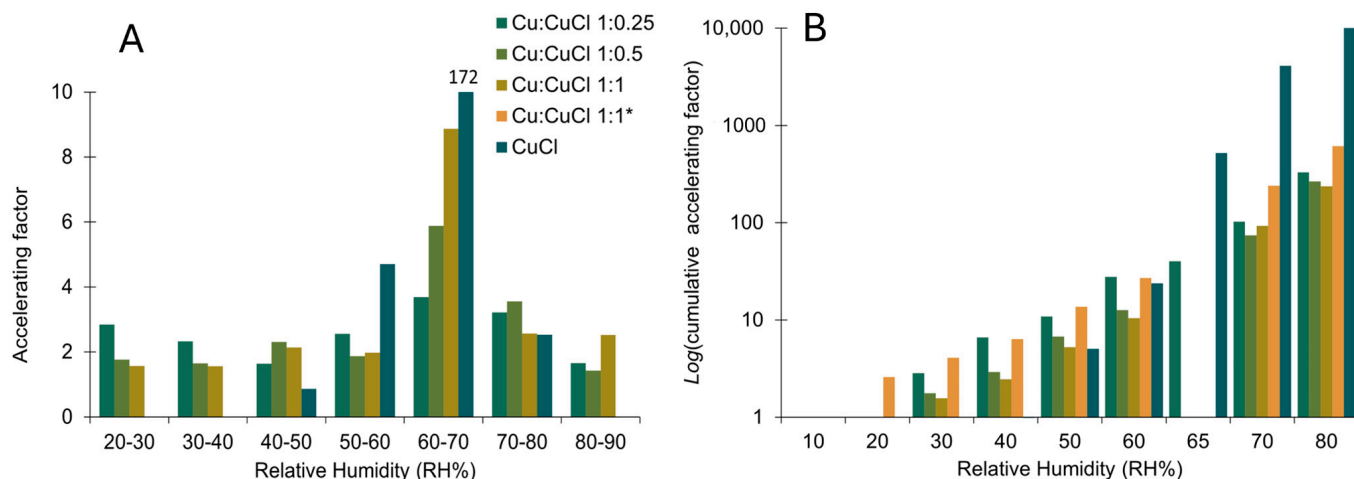 A
Cu:CuCl 1:0.25
Cu:CuCl 1:0.5
Cu:CuCl 1:1
Cu:CuCl 1:1*
CuCl
172
10
8
6
4
2
0
Accelerating factor
20-30 30-40 40-50 50-60 60-70 70-80 80-90
Relative Humidity (RH%)
B
10,000
1000
100
10
1
Log(cumulative accelerating factor)
10 20 30 40 50 60 65 70 80
Relative Humidity (RH%)